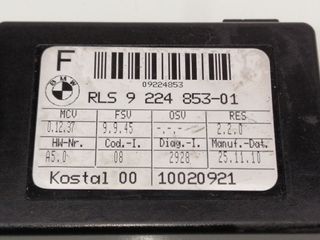 F
BMW
09224853
RLS 9 224 853-01
MCV FSV OSV RES
0.12.37 9.9.45 -.-.- 2.2.0
HW-Nr. Cod.-I. Diag.-I. Manuf.-Dat.
A5.0 08 2928 25.11.10
Kostal 00 10020921